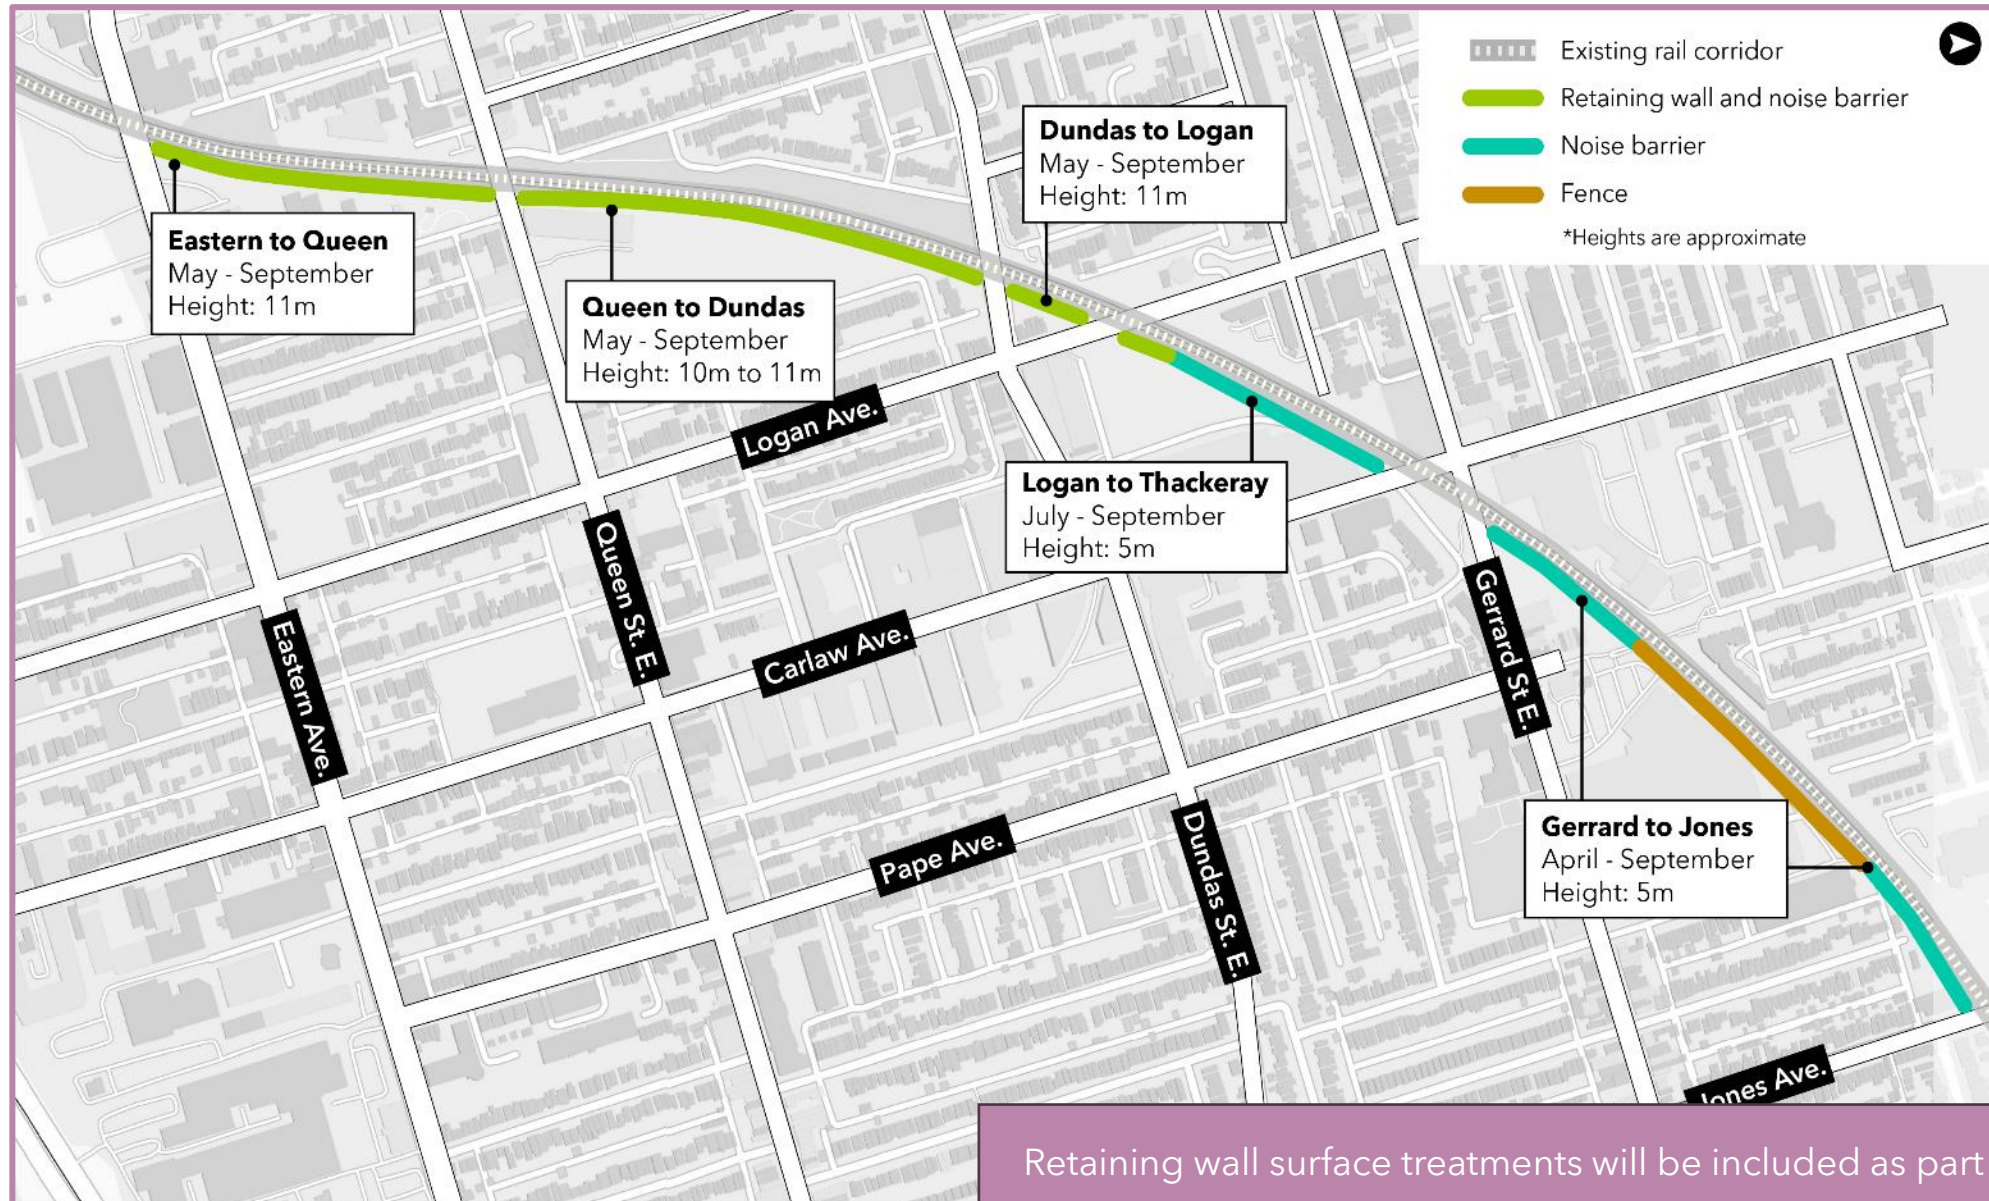 Existing rail corridor
Retaining wall and noise barrier
Noise barrier
Fence
*Heights are approximate
Dundas to Logan
May - September
Height: 11m
Eastern to Queen
May - September
Height: 11m
Queen to Dundas
May - September
Height: 10m to 11m
Logan Ave.
Logan to Thackeray
July - September
Height: 5m
Queen St. E.
Gerrard St E.
Eastern Ave.
Carlaw Ave.
Pape Ave.
Dundas St. E.
Gerrard to Jones
April - September
Height: 5m
Jones Ave.
Retaining wall surface treatments will be included as part